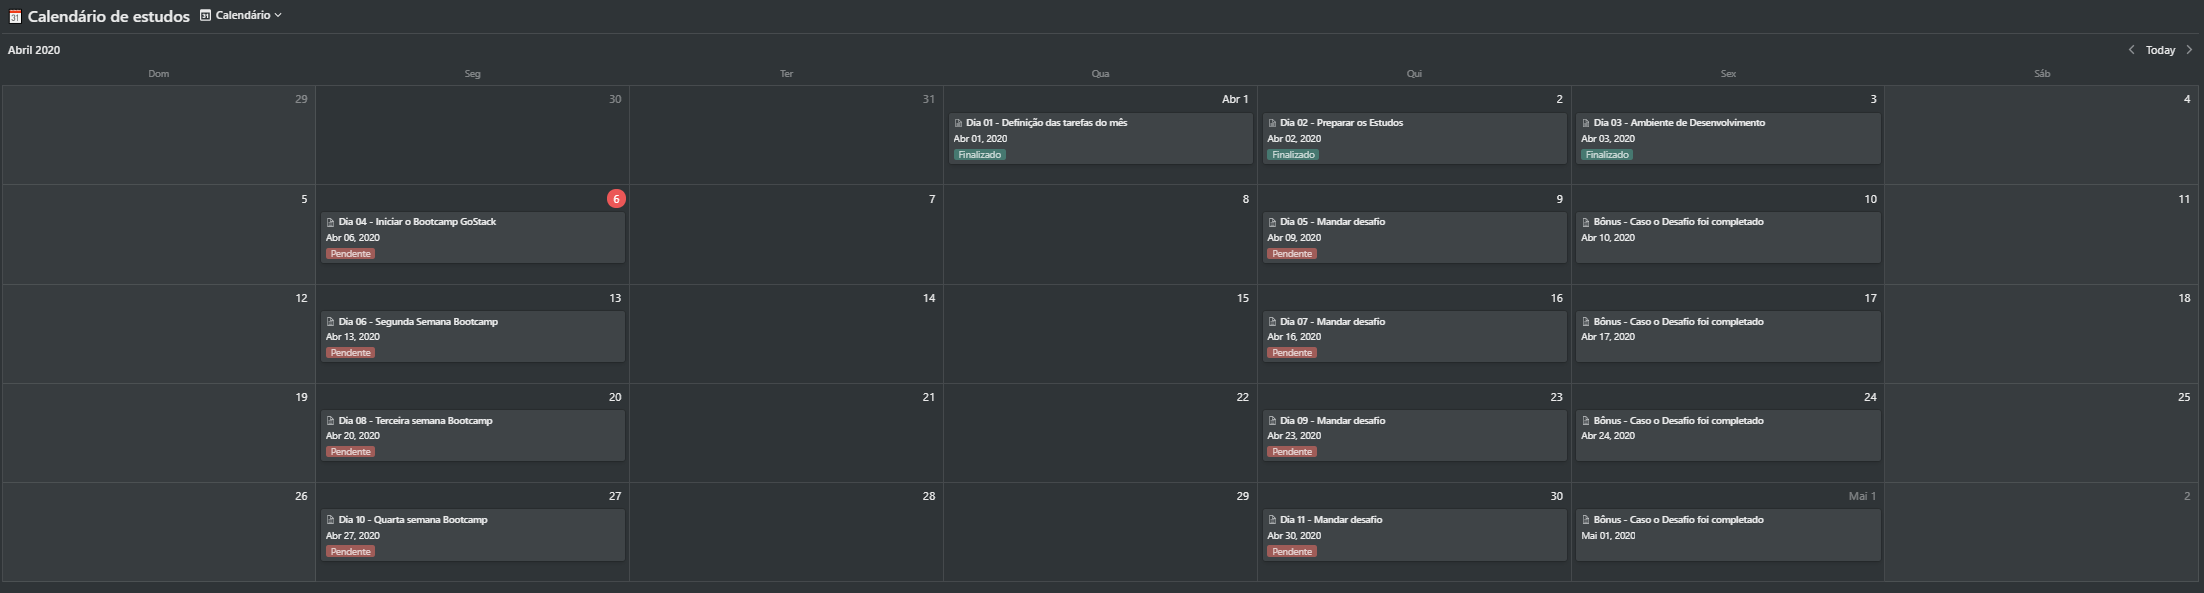 Calendário de estudos
Calendário
Abril 2020
Today
Dom Seg Ter Qua Qui Sex Sáb
29 30 31 Abr 1 2 3 4
Dia 01 - Definição das tarefas do mês
Abr 01, 2020
Finalizado
Dia 02 - Preparar os Estudos
Abr 02, 2020
Finalizado
Dia 03 - Ambiente de Desenvolvimento
Abr 03, 2020
Finalizado
5 6 7 8 9 10 11
Dia 04 - Iniciar o Bootcamp GoStack
Abr 06, 2020
Pendente
Dia 05 - Mandar desafio
Abr 09, 2020
Pendente
Bônus - Caso o Desafio foi completado
Abr 10, 2020
12 13 14 15 16 17 18
Dia 06 - Segunda Semana Bootcamp
Abr 13, 2020
Pendente
Dia 07 - Mandar desafio
Abr 16, 2020
Pendente
Bônus - Caso o Desafio foi completado
Abr 17, 2020
19 20 21 22 23 24 25
Dia 08 - Terceira semana Bootcamp
Abr 20, 2020
Pendente
Dia 09 - Mandar desafio
Abr 23, 2020
Pendente
Bônus - Caso o Desafio foi completado
Abr 24, 2020
26 27 28 29 30 Mai 1 2
Dia 10 - Quarta semana Bootcamp
Abr 27, 2020
Pendente
Dia 11 - Mandar desafio
Abr 30, 2020
Pendente
Bônus - Caso o Desafio foi completado
Mai 01, 2020